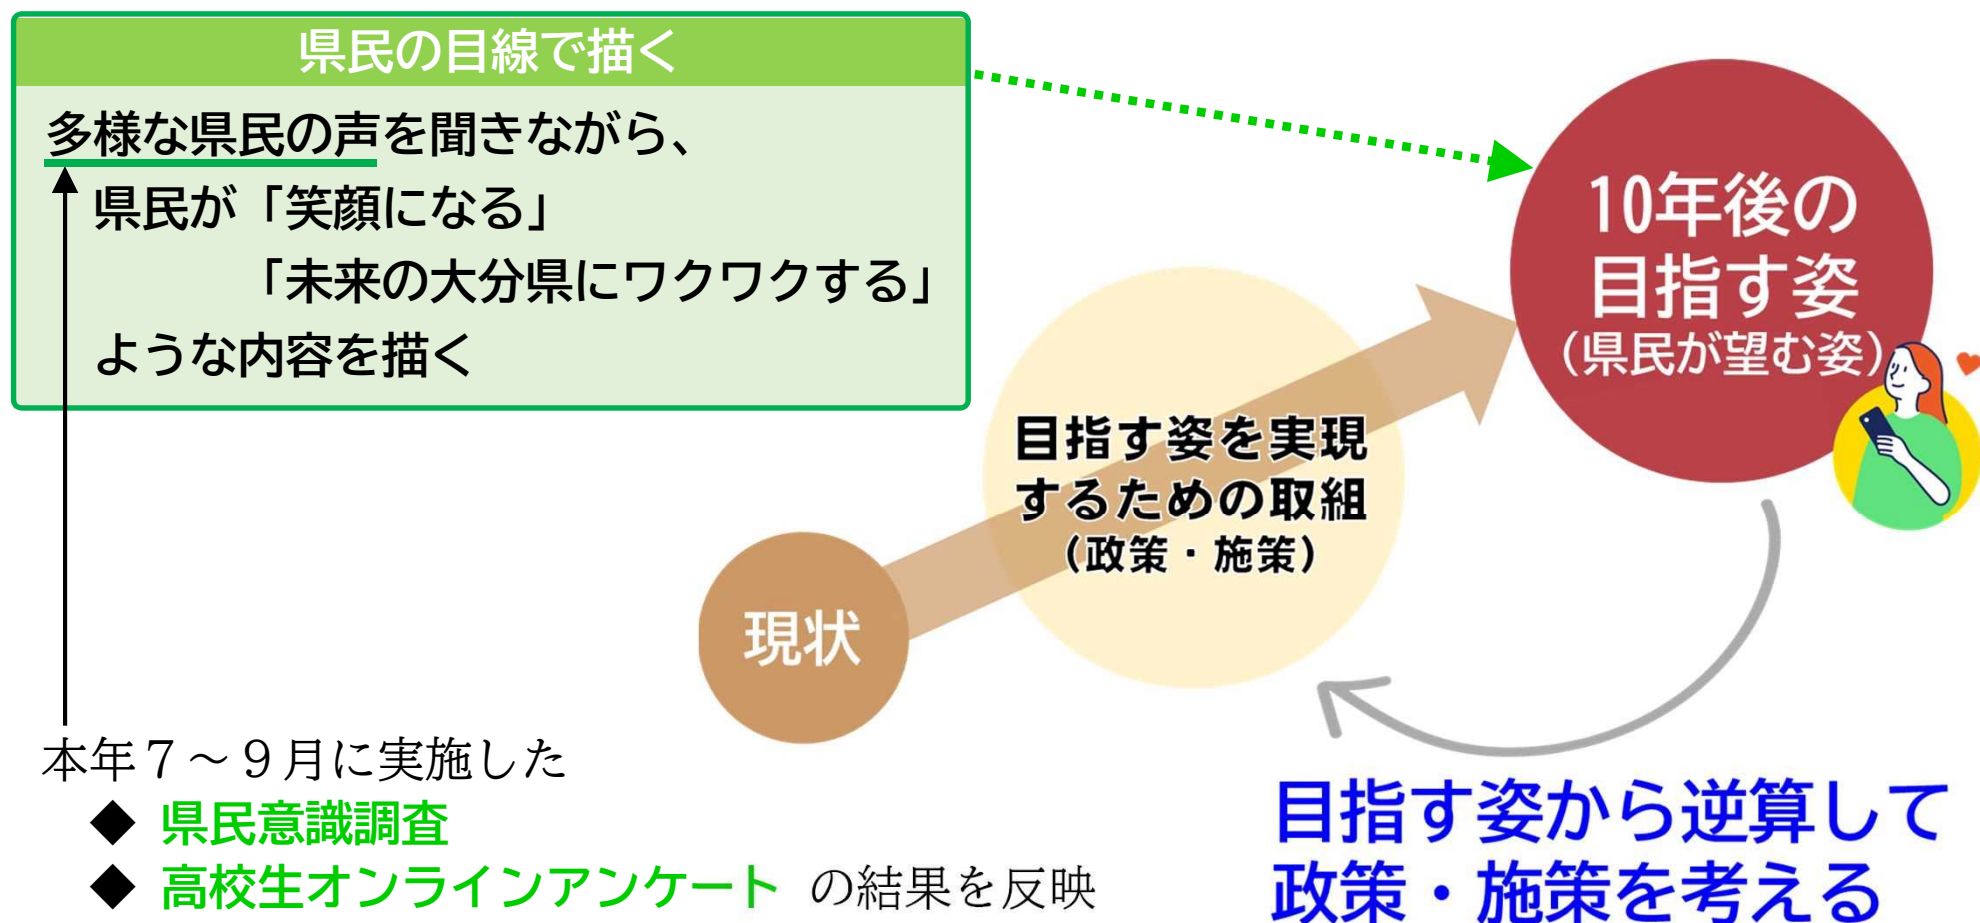 県民の目線で描く
多様な県民の声を聞きながら、
県民が「笑顔になる」
「未来の大分県にワクワクする」
ような内容を描く
10年後の
目指す姿
（県民が望む姿）
目指す姿を実現
するための取組
（政策・施策）
現状
本年７～９月に実施した
◆ 県民意識調査
◆ 高校生オンラインアンケート の結果を反映
目指す姿から逆算して
政策・施策を考える